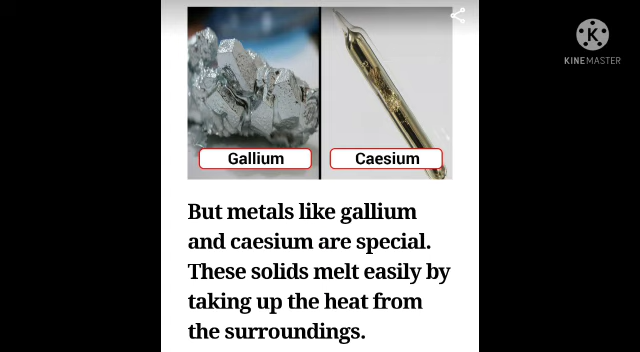 Gallium
Caesium
K
KINEMASTER
But metals like gallium
and caesium are special.
These solids melt easily by
taking up the heat from
the surroundings.